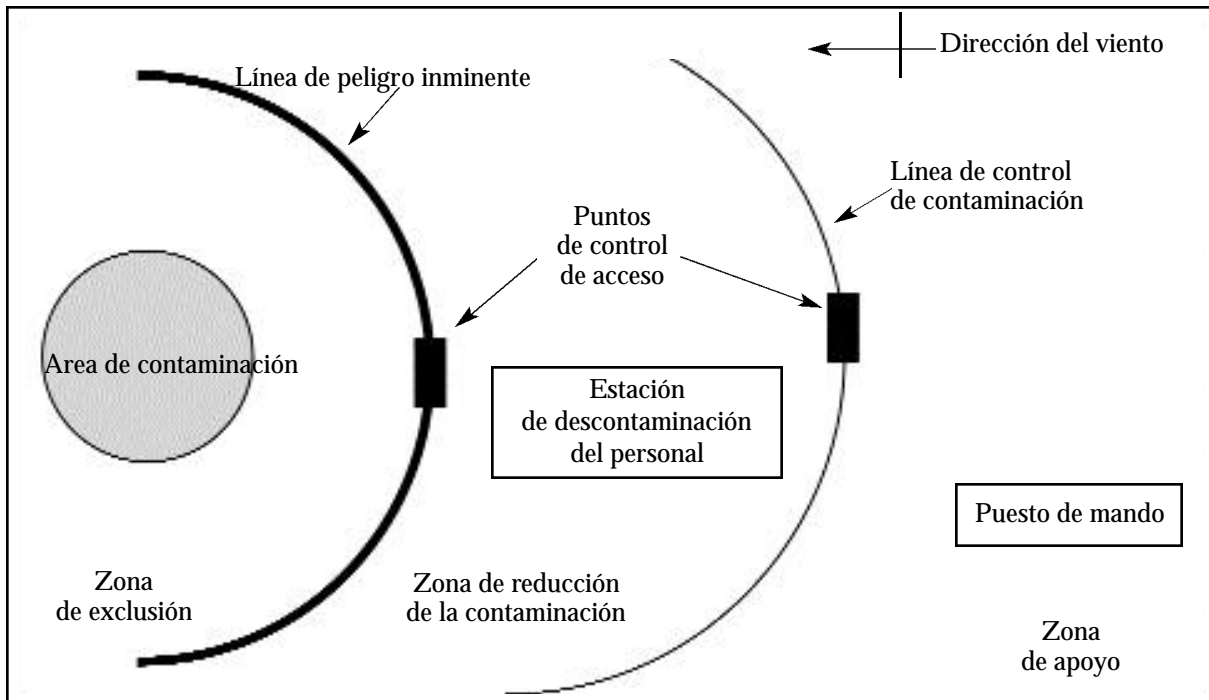 Dirección del viento
Línea de peligro inminente
Línea de control
de contaminación
Puntos
de control
de acceso
Area de contaminación
Estación
de descontaminación
del personal
Puesto de mando
Zona
de exclusión
Zona de reducción
de la contaminación
Zona
de apoyo